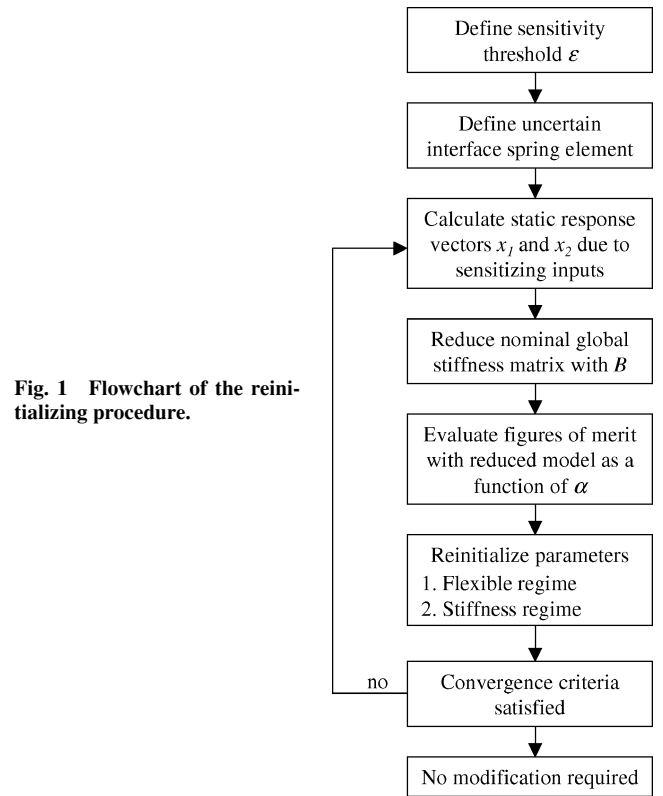 Define sensitivity
threshold ε
Define uncertain
interface spring element
Calculate static response
vectors x1 and x2 due to
sensitizing inputs
Reduce nominal global
stiffness matrix with B
Fig. 1 Flowchart of the reini-
tializing procedure.
Evaluate figures of merit
with reduced model as a
function of α
Reinitialize parameters
1. Flexible regime
2. Stiffness regime
no
Convergence criteria
satisfied
No modification required